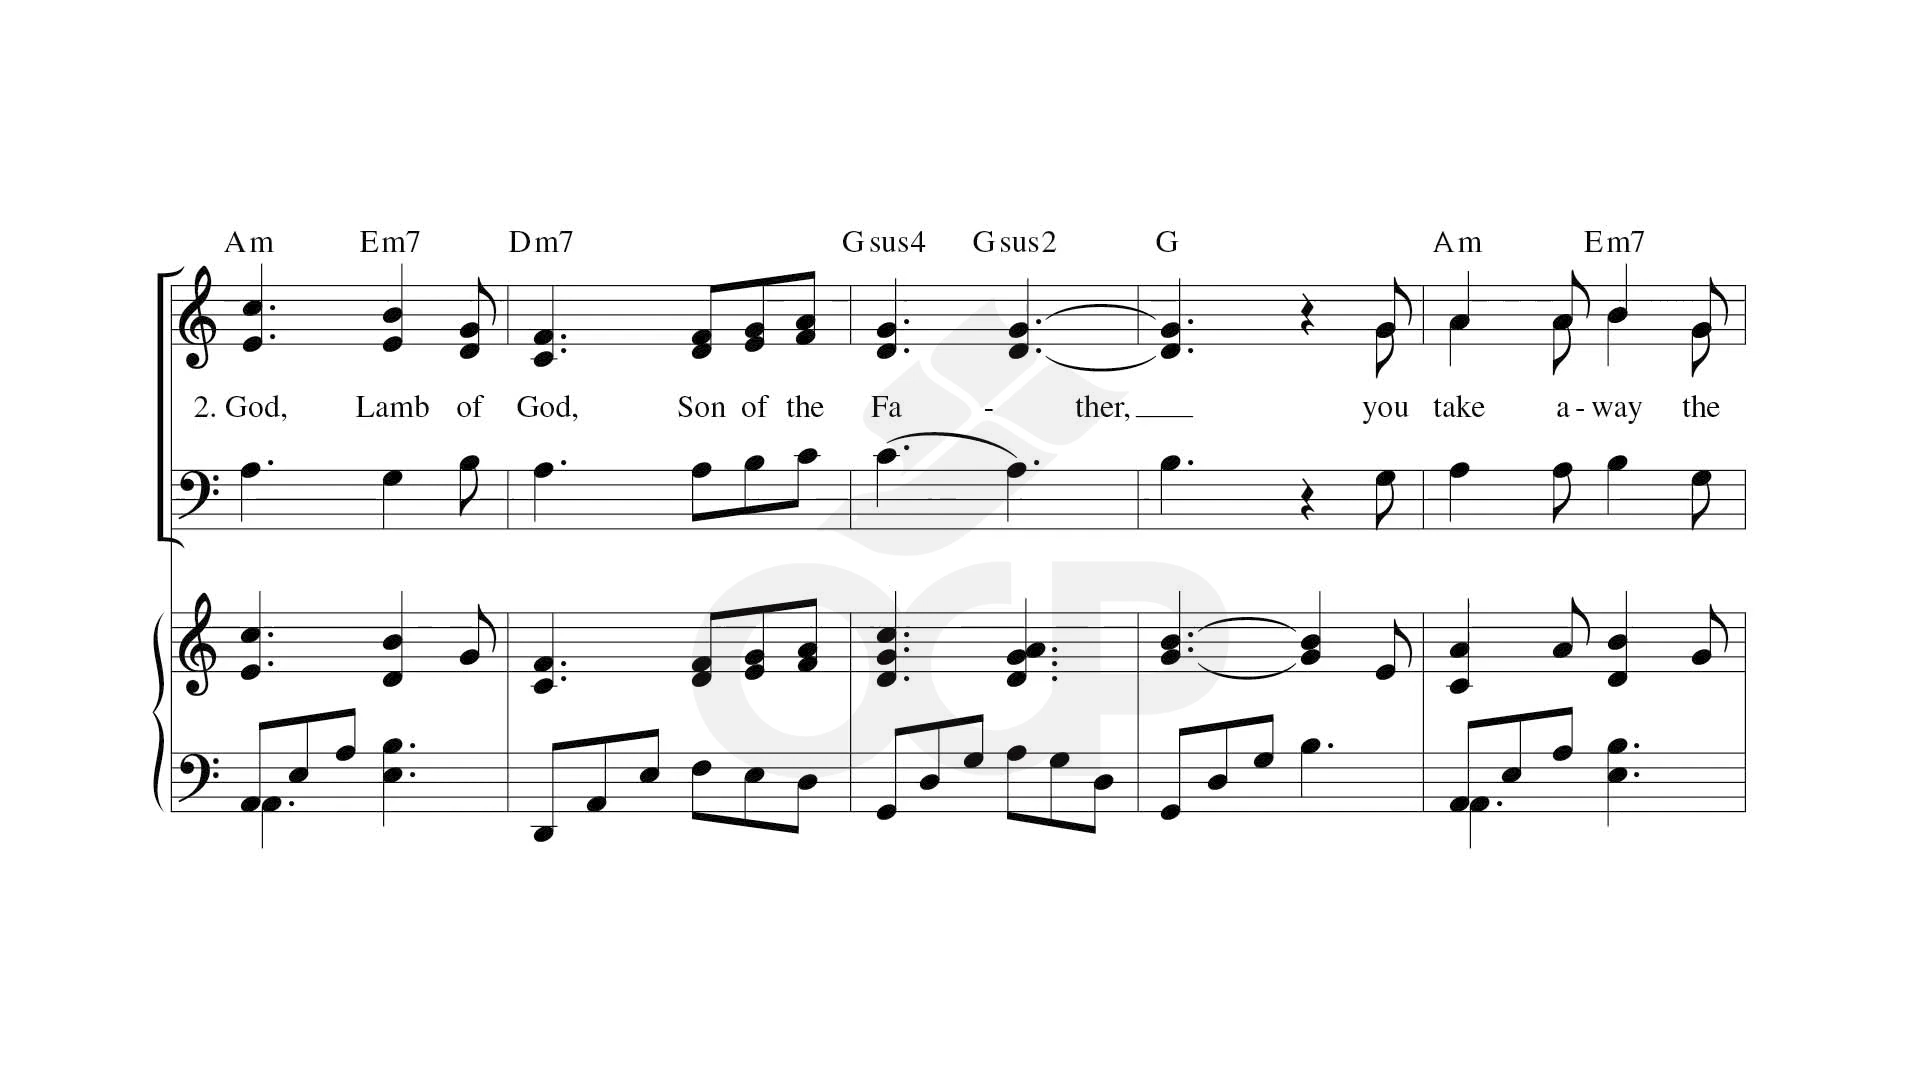 Am Em7 Dm7 Gsus4 Gsus2 G Am Em7
2. God, Lamb of God, Son of the Fa - ther, you take a - way the
OCP